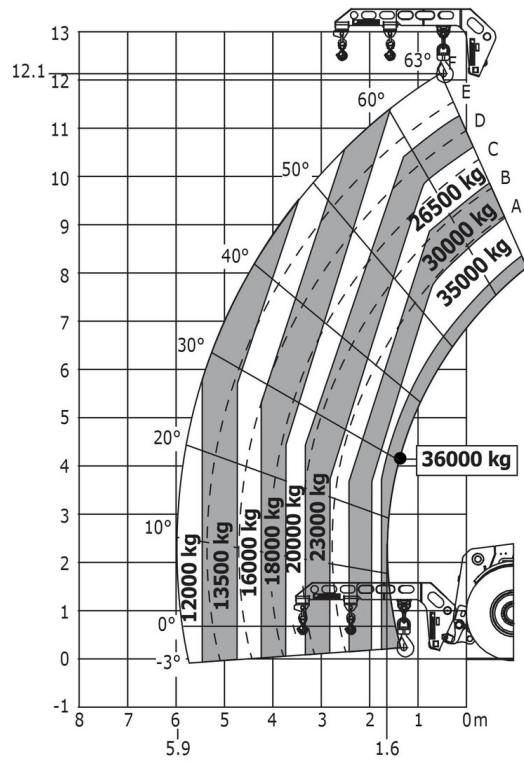 13
12.1
12
11
10
9
8
7
6
5
4
3
2
1
0
-1
63°
F
60°
E
D
50°
C
B
A
40°
30°
20°
10°
0°
-3°
26500 kg
30000 kg
35000 kg
36000 kg
12000 kg
13500 kg
16000 kg
18000 kg
20000 kg
23000 kg
8 7 6 5 4 3 2 1 0 m
5.9 1.6